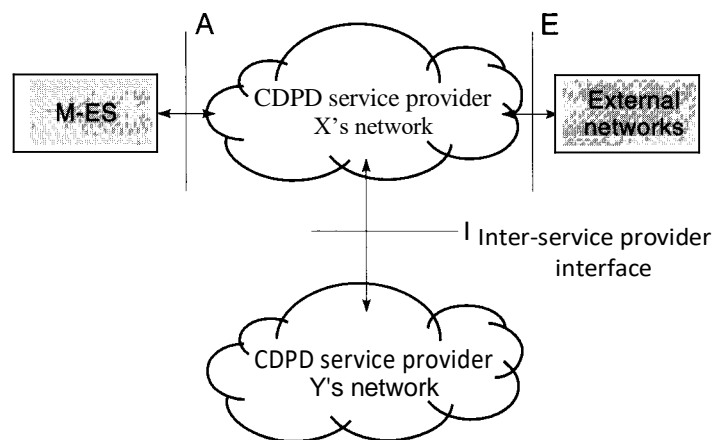 A
E
M-ES
CDPD service provider
X's network
External
networks
I Inter-service provider
interface
CDPD service provider
Y's network